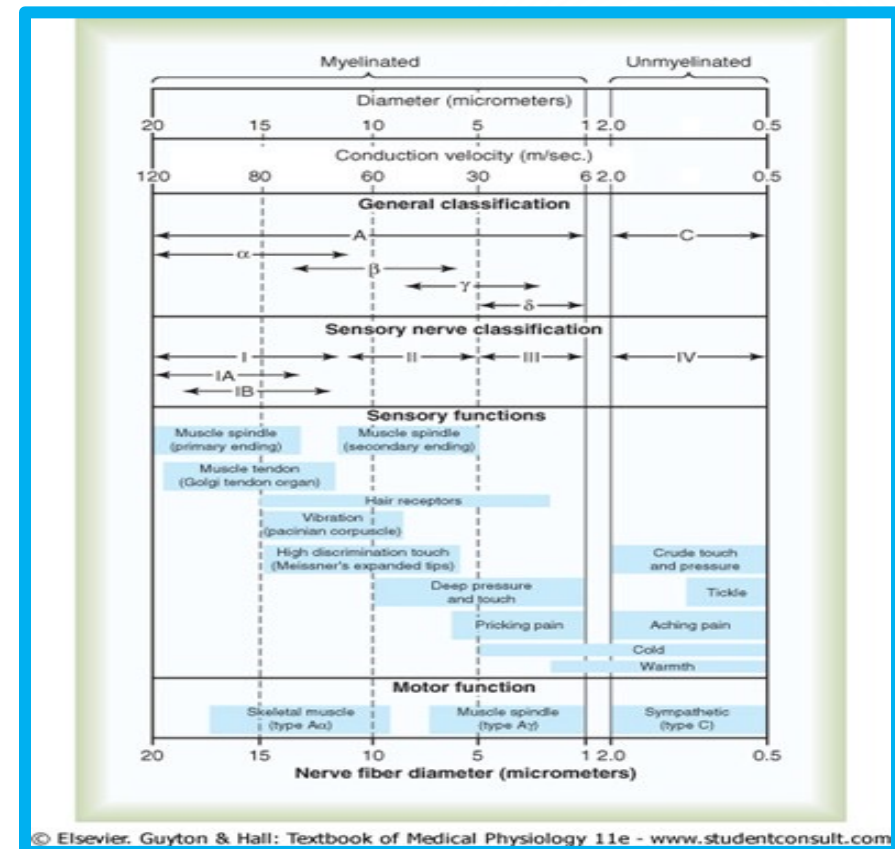 Myelinated Unmyelinated
Diameter (micrometers)
20 15 10 5 1 2.0 0.5
Conduction velocity (m/sec.)
120 80 60 30 6 2.0 0.5
General classification
A C
α
β
γ
δ
Sensory nerve classification
I II III IV
IA
IB
Sensory functions
Muscle spindle Muscle spindle
(primary ending) (secondary ending)
Muscle tendon
(Golgi tendon organ)
Hair receptors
Vibration
(pacinian corpuscle)
High discrimination touch Crude touch
(Meissner's expanded tips) and pressure
Deep pressure
and touch
Tickle
Pricking pain Aching pain
Cold
Warmth
Motor function
Skeletal muscle Muscle spindle Sympathetic
(type Aα) (type Aγ) (type C)
20 15 10 5 1 2.0 0.5
Nerve fiber diameter (micrometers)
© Elsevier. Guyton & Hall: Textbook of Medical Physiology 11e - www.studentconsult.com